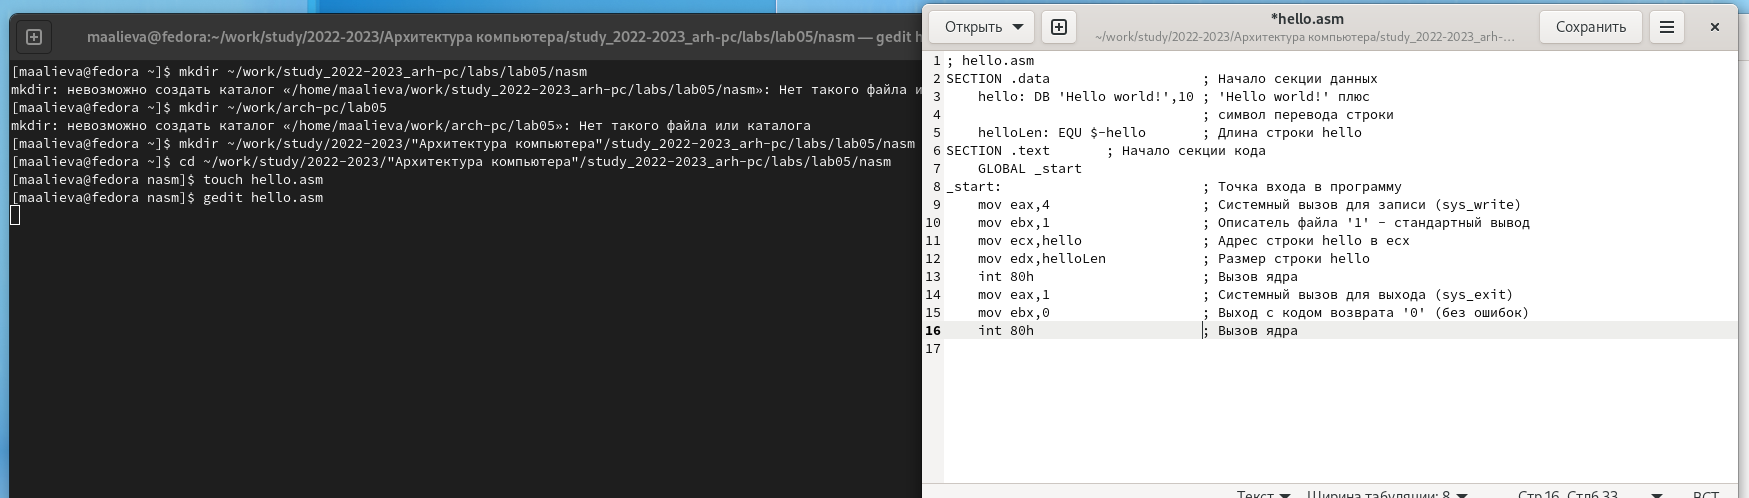 maalieva@fedora:~/work/study/2022-2023/Архитектура компьютера/study_2022-2023_arh-pc/labs/lab05/nasm — gedit h
[maalieva@fedora ~]$ mkdir ~/work/study_2022-2023_arh-pc/labs/lab05/nasm
mkdir: невозможно создать каталог «/home/maalieva/work/study_2022-2023_arh-pc/labs/lab05/nasm»: Нет такого файла и
[maalieva@fedora ~]$ mkdir ~/work/arch-pc/lab05
mkdir: невозможно создать каталог «/home/maalieva/work/arch-pc/lab05»: Нет такого файла или каталога
[maalieva@fedora ~]$ mkdir ~/work/study/2022-2023/"Архитектура компьютера"/study_2022-2023_arh-pc/labs/lab05/nasm
[maalieva@fedora ~]$ cd ~/work/study/2022-2023/"Архитектура компьютера"/study_2022-2023_arh-pc/labs/lab05/nasm
[maalieva@fedora nasm]$ touch hello.asm
[maalieva@fedora nasm]$ gedit hello.asm
Открыть
*hello.asm
~/work/study/2022-2023/Архитектура компьютера/study_2022-2023_arh-...
Сохранить
1 ; hello.asm
2 SECTION .data                   ; Начало секции данных
3     hello: DB 'Hello world!',10 ; 'Hello world!' плюс
4                                 ; символ перевода строки
5     helloLen: EQU $-hello       ; Длина строки hello
6 SECTION .text       ; Начало секции кода
7     GLOBAL _start
8 _start:                         ; Точка входа в программу
9     mov eax,4                   ; Системный вызов для записи (sys_write)
10     mov ebx,1                   ; Описатель файла '1' - стандартный вывод
11     mov ecx,hello               ; Адрес строки hello в ecx
12     mov edx,helloLen            ; Размер строки hello
13     int 80h                     ; Вызов ядра
14     mov eax,1                   ; Системный вызов для выхода (sys_exit)
15     mov ebx,0                   ; Выход с кодом возврата '0' (без ошибок)
16     int 80h                     ; Вызов ядра
17
Текст Ширина табуляции: 8 Стр 16, Стлб 33 ВСТ